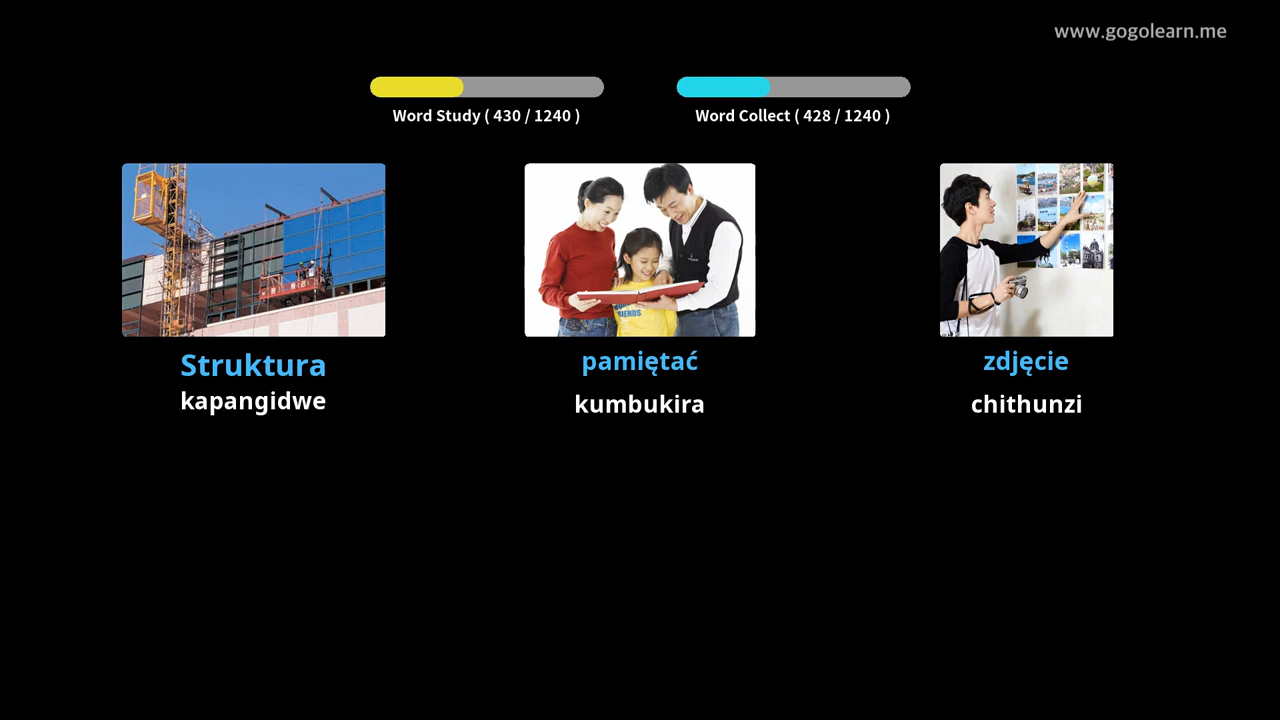 www.gogolearn.me
Word Study ( 430 / 1240 )
Word Collect ( 428 / 1240 )
Struktura
kapangidwe
pamiętać
kumbukira
zdjęcie
chithunzi